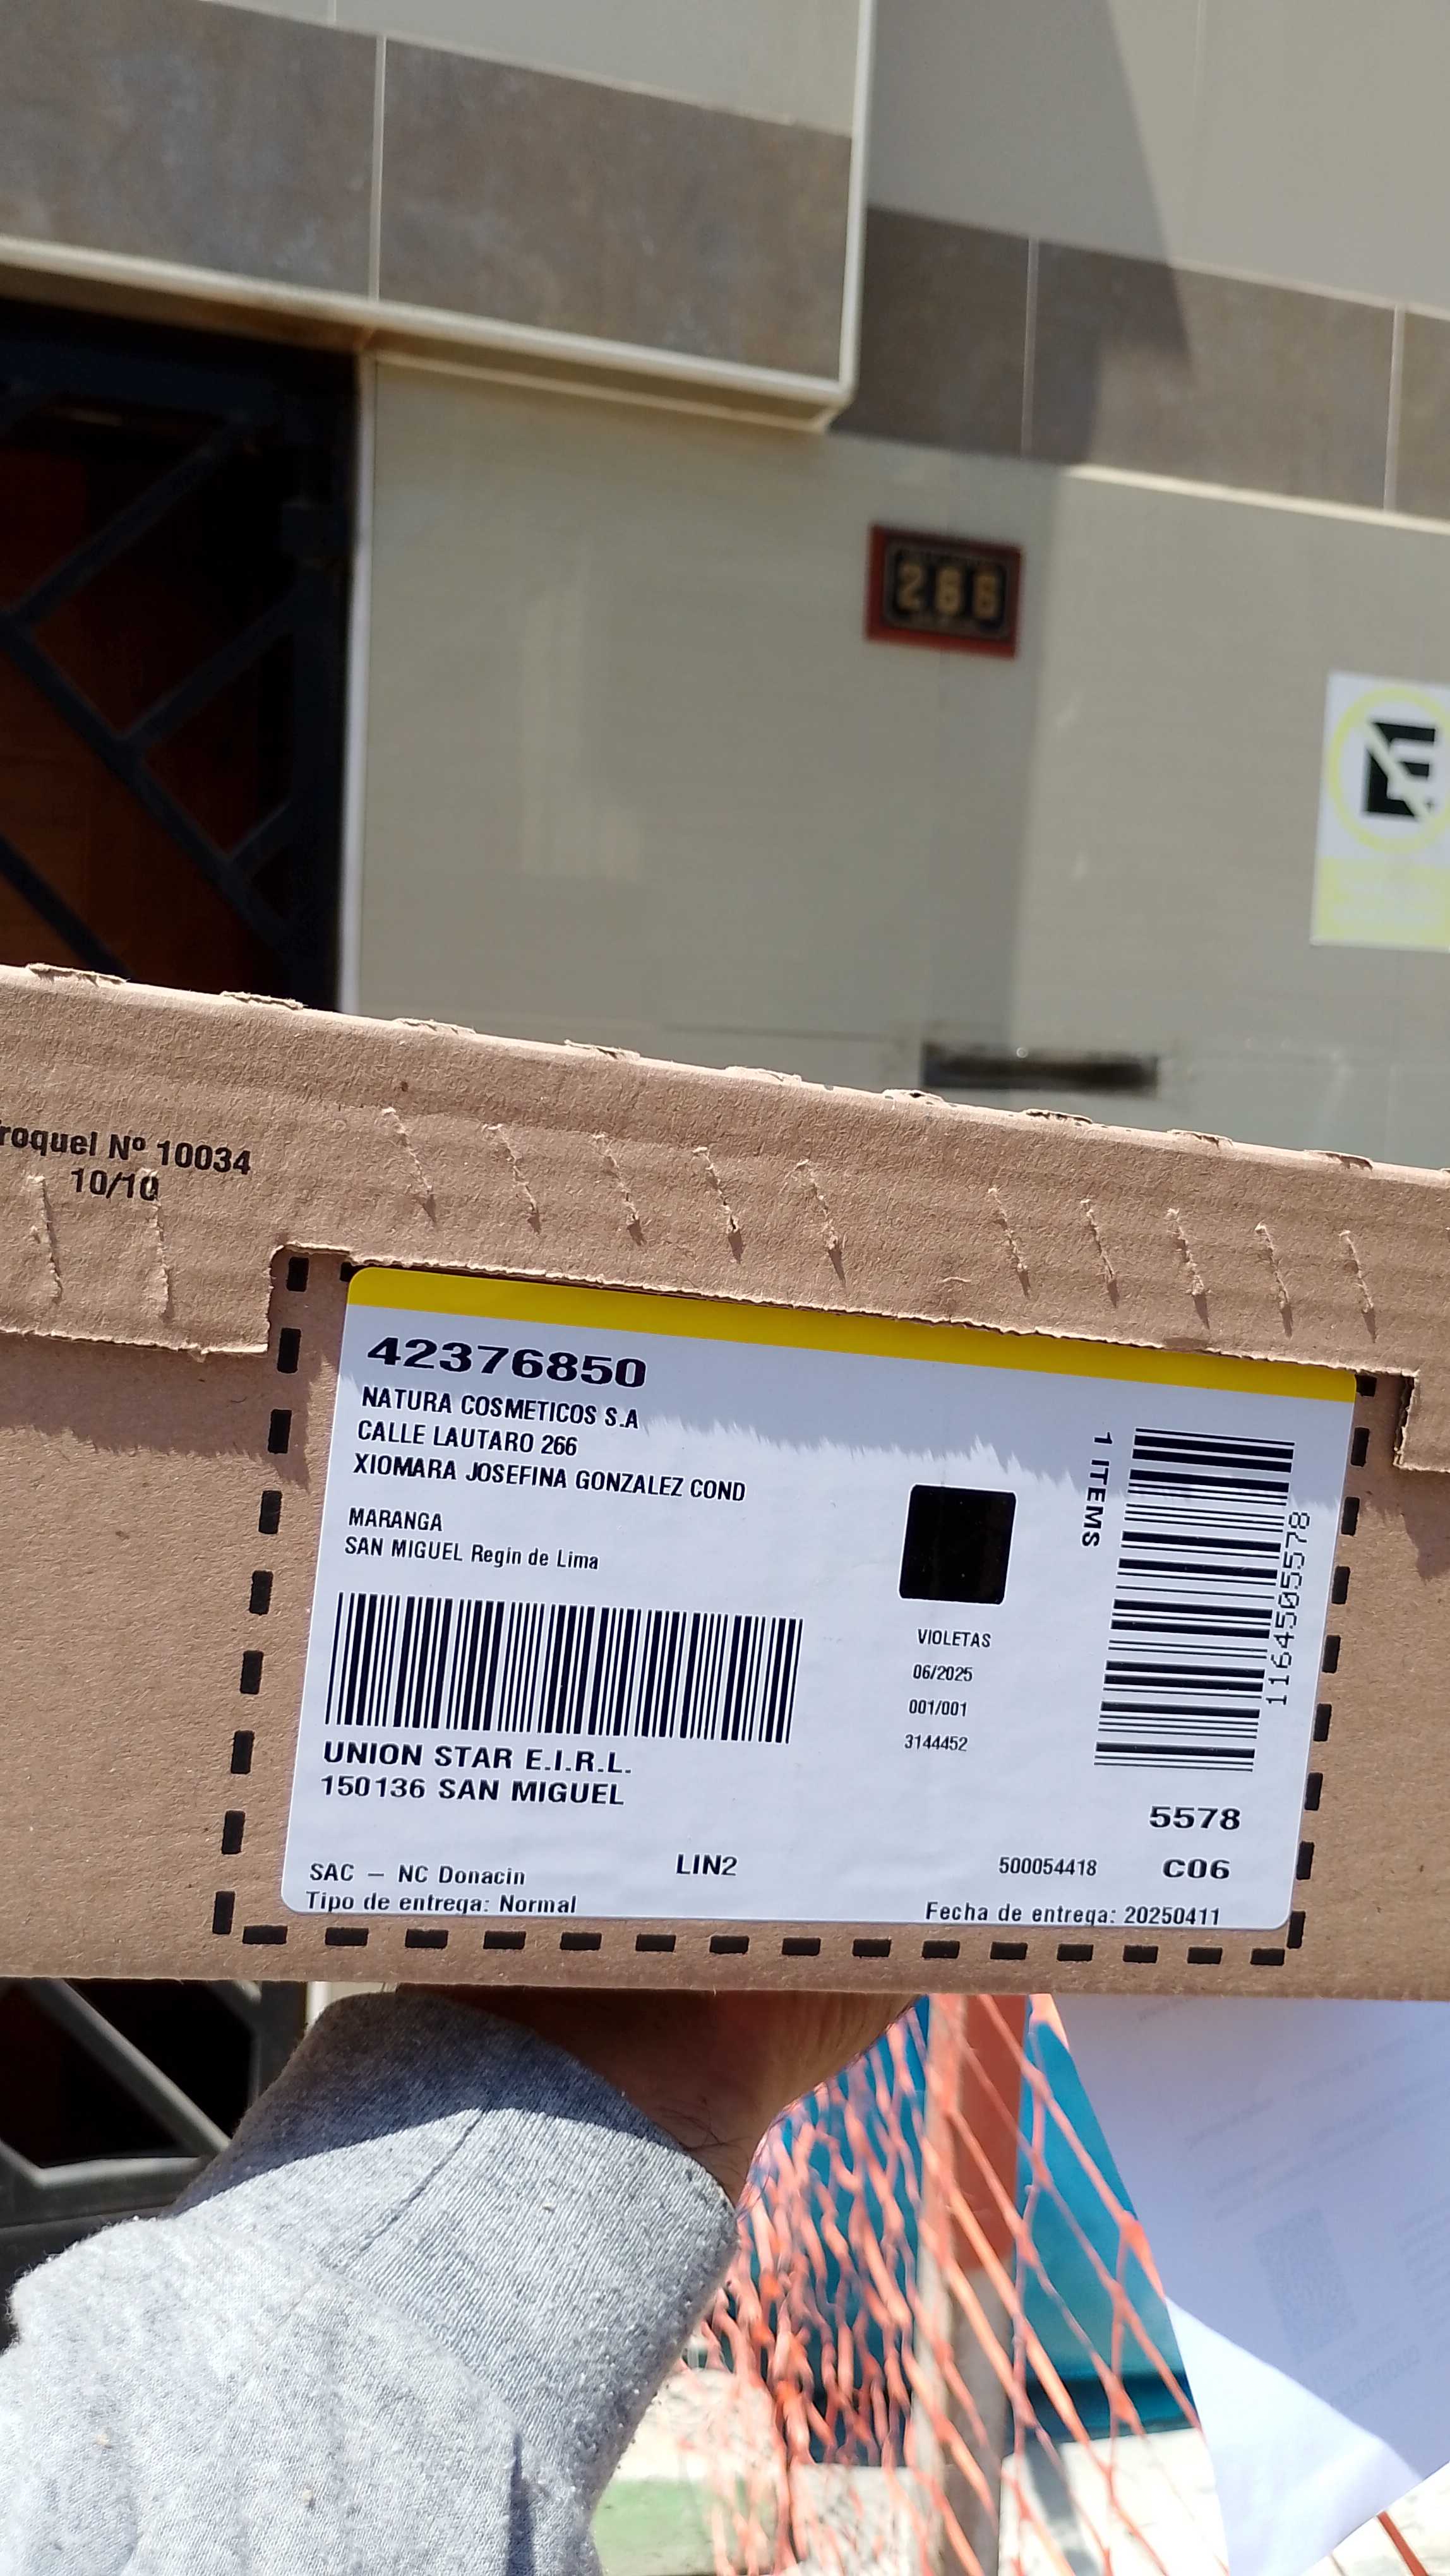 266
E
roquel Nº 10034
10/10
42376850
NATURA COSMETICOS S.A
CALLE LAUTARO 266
XIOMARA JOSEFINA GONZALEZ COND
MARANGA
SAN MIGUEL Regin de Lima
1 ITEMS
11645055578
VIOLETAS
06/2025
001/001
3144452
UNION STAR E.I.R.L.
150136 SAN MIGUEL
5578
SAC – NC Donacin
LIN2
500054418
C06
Tipo de entrega: Normal
Fecha de entrega: 20250411